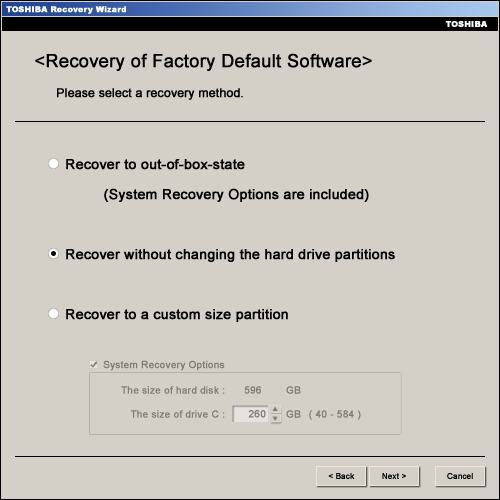 TOSHIBA Recovery Wizard
TOSHIBA
<Recovery of Factory Default Software>
Please select a recovery method.
Recover to out-of-box-state
(System Recovery Options are included)
Recover without changing the hard drive partitions
Recover to a custom size partition
System Recovery Options
The size of hard disk : 596 GB
The size of drive C : 260 GB ( 40 - 584 )
< Back Next > Cancel